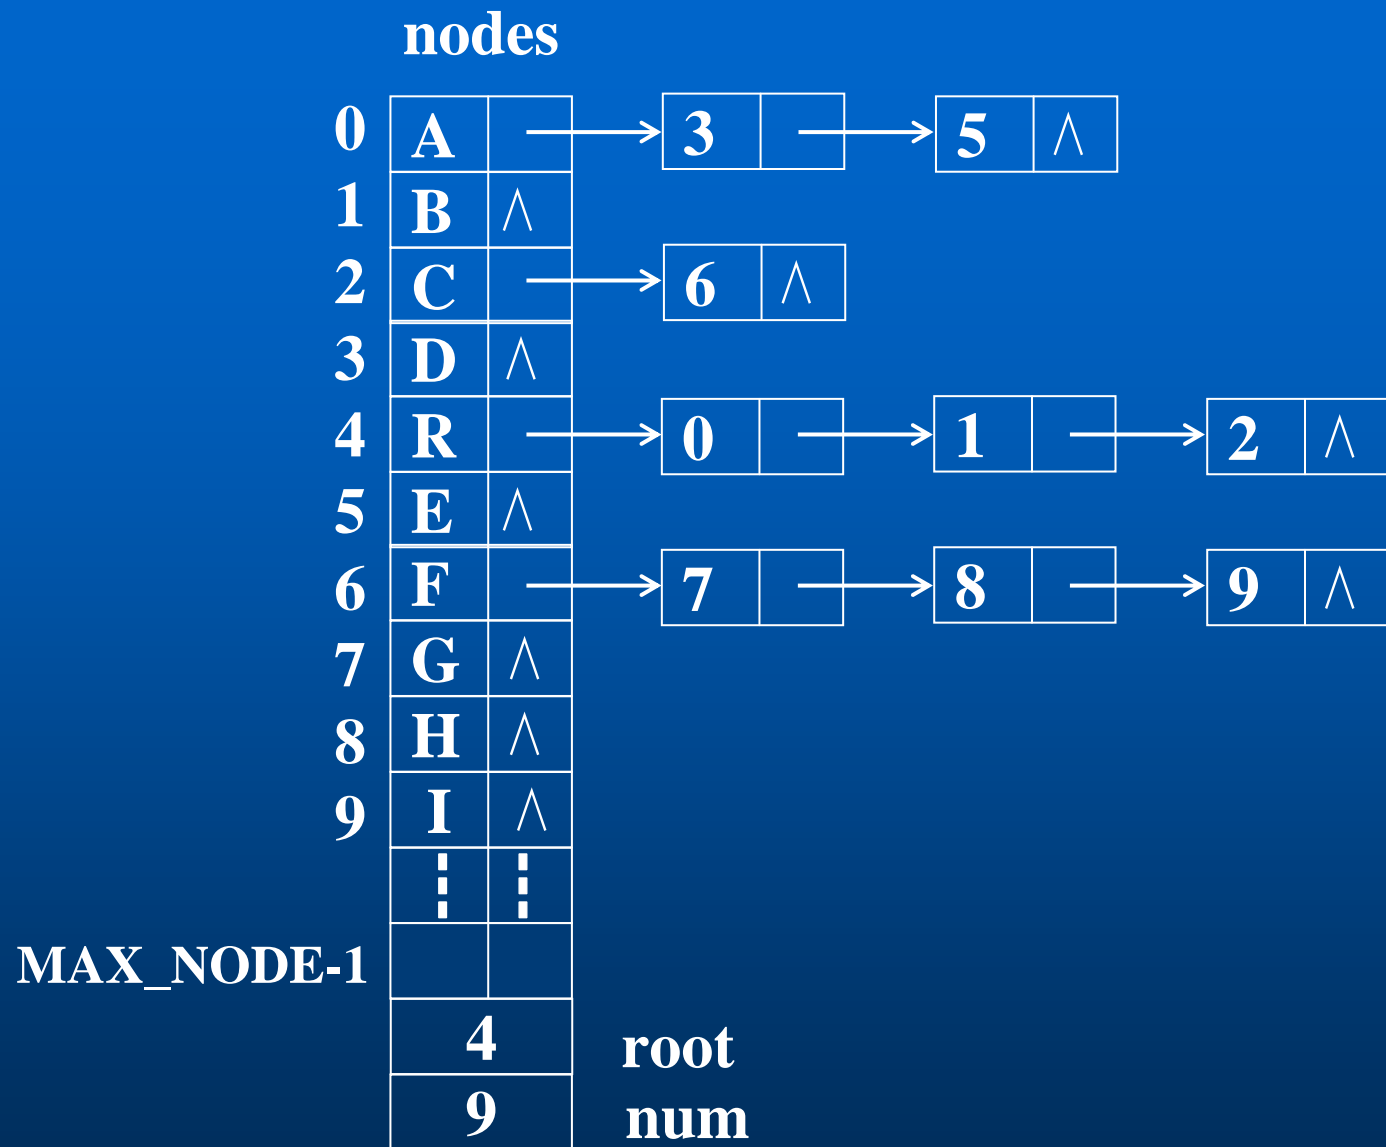 nodes
0 A 3 5 ∧
1 B ∧
2 C 6 ∧
3 D ∧
4 R 0 1 2 ∧
5 E ∧
6 F 7 8 9 ∧
7 G ∧
8 H ∧
9 I ∧
MAX_NODE-1
4 root
9 num